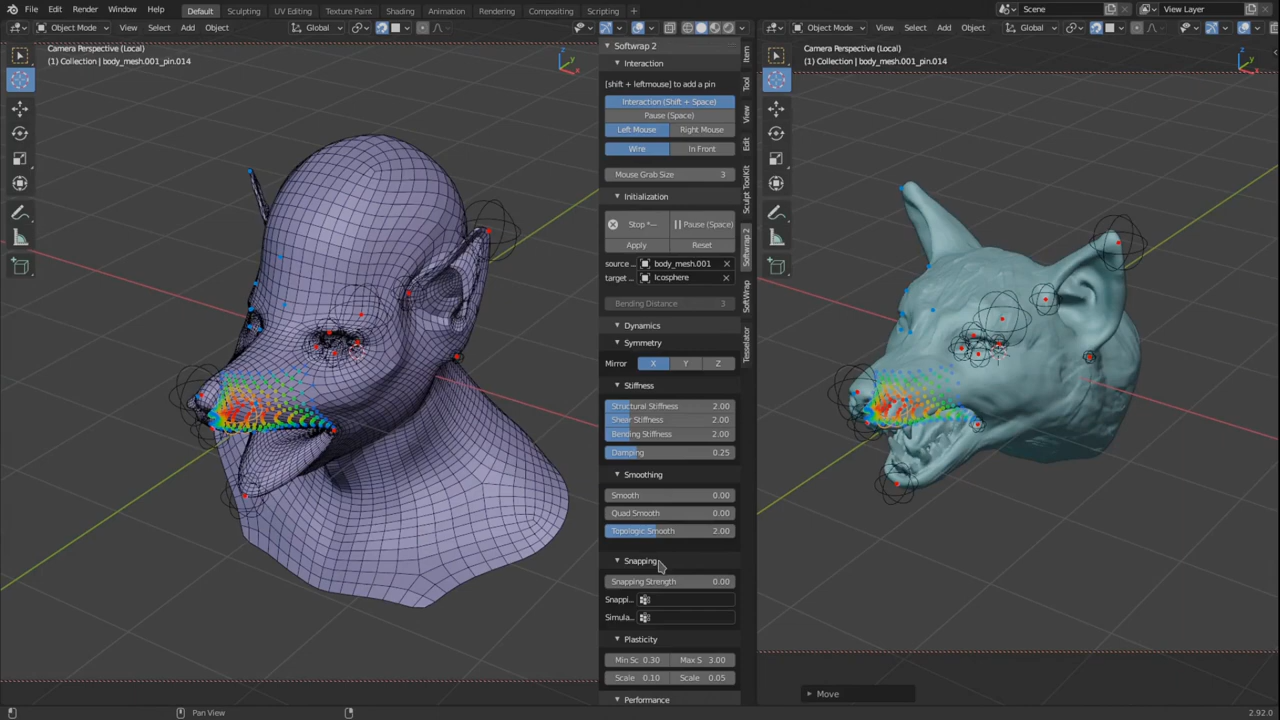 File Edit Render Window Help Default Sculpting UV Editing Texture Paint Shading Animation Rendering Compositing Scripting + Scene View Layer
Object Mode View Select Add Object Global Object Mode View Select Add Object Global
Camera Perspective (Local)
(1) Collection | body_mesh.001_pin.014
Z
X
Softwrap 2
Interaction
[shift + leftmouse] to add a pin
Interaction (Shift + Space)
Pause (Space)
Left Mouse Right Mouse
Wire In Front
Mouse Grab Size 3
Initialization
Stop *-- Pause (Space)
Apply Reset
source ... body_mesh.001
target ... Icosphere
Bending Distance 3
Dynamics
Symmetry
Mirror X Y Z
Stiffness
Structural Stiffness 2.00
Shear Stiffness 2.00
Bending Stiffness 2.00
Damping 0.25
Smoothing
Smooth 0.00
Quad Smooth 0.00
Topologic Smooth 2.00
Snapping
Snapping Strength 0.00
Snappi...
Simula...
Plasticity
Min Sc 0.30 Max S 3.00
Scale 0.10 Scale 0.05
Performance
Item
Tool
View
Edit
Sculpt ToolKit
Softwrap 2
SoftWrap
Tesselator
Camera Perspective (Local)
(1) Collection | body_mesh.001_pin.014
Z
X
Move
Pan View
2.92.0